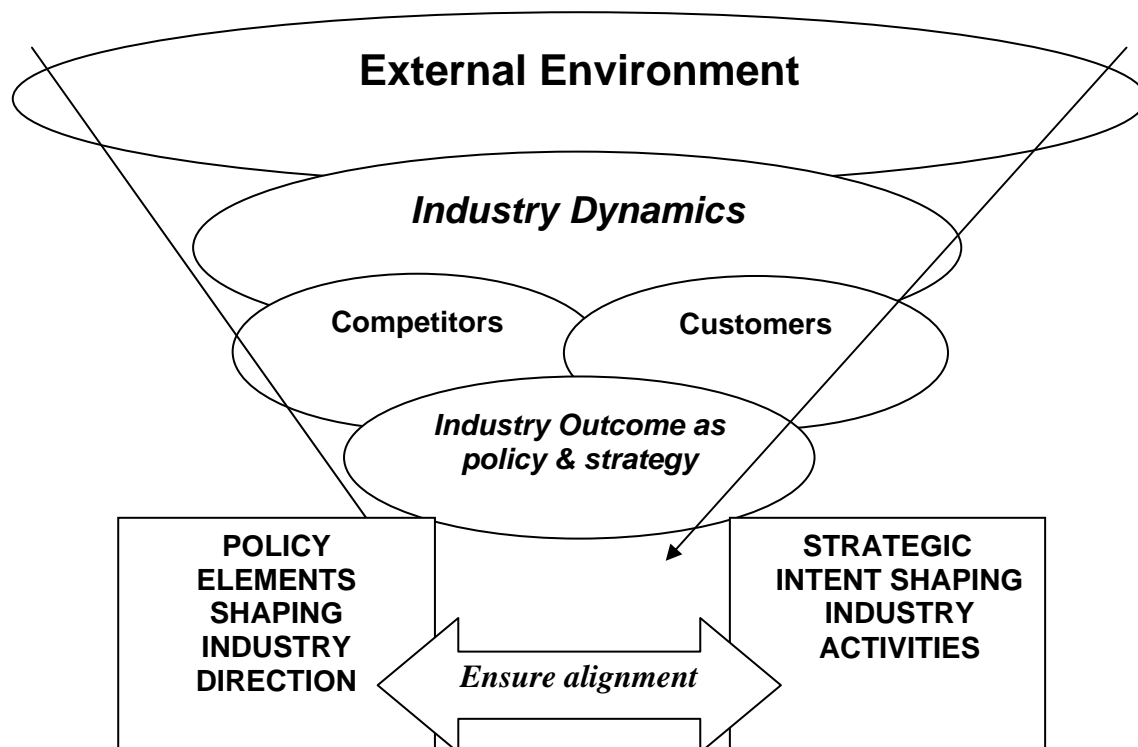 External Environment
Industry Dynamics
Competitors
Customers
Industry Outcome as
policy & strategy
POLICY
ELEMENTS
SHAPING
INDUSTRY
DIRECTION
STRATEGIC
INTENT SHAPING
INDUSTRY
ACTIVITIES
Ensure alignment